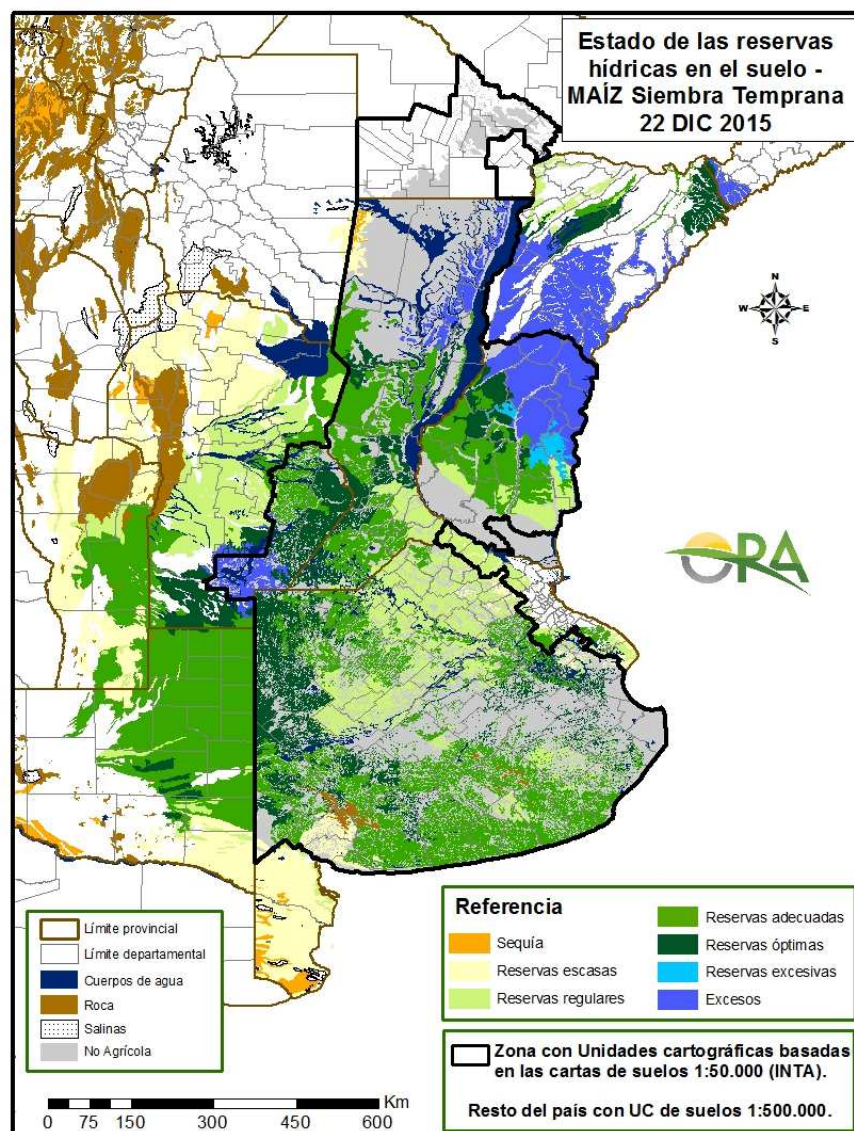 Estado de las reservas
hídricas en el suelo -
MAÍZ Siembra Temprana
22 DIC 2015
N
W E
S
ORA
Límite provincial
Límite departamental
Cuerpos de agua
Roca
Salinas
No Agrícola
Referencia
Sequía
Reservas escasas
Reservas regulares
Reservas adecuadas
Reservas óptimas
Reservas excesivas
Excesos
Zona con Unidades cartográficas basadas
en las cartas de suelos 1:50.000 (INTA).
Resto del país con UC de suelos 1:500.000.
Km
0 75 150 300 450 600